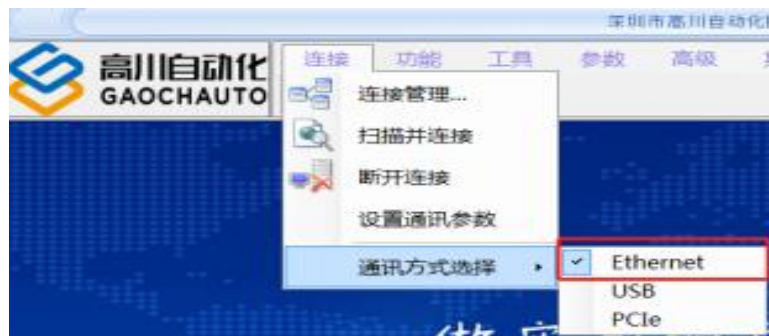 深圳市高川自动化
高川自动化
GAOCHAUTO
连接 功能 工具 参数 高级
连接管理...
扫描并连接
断开连接
设置通讯参数
通讯方式选择
Ethernet
USB
PCIe